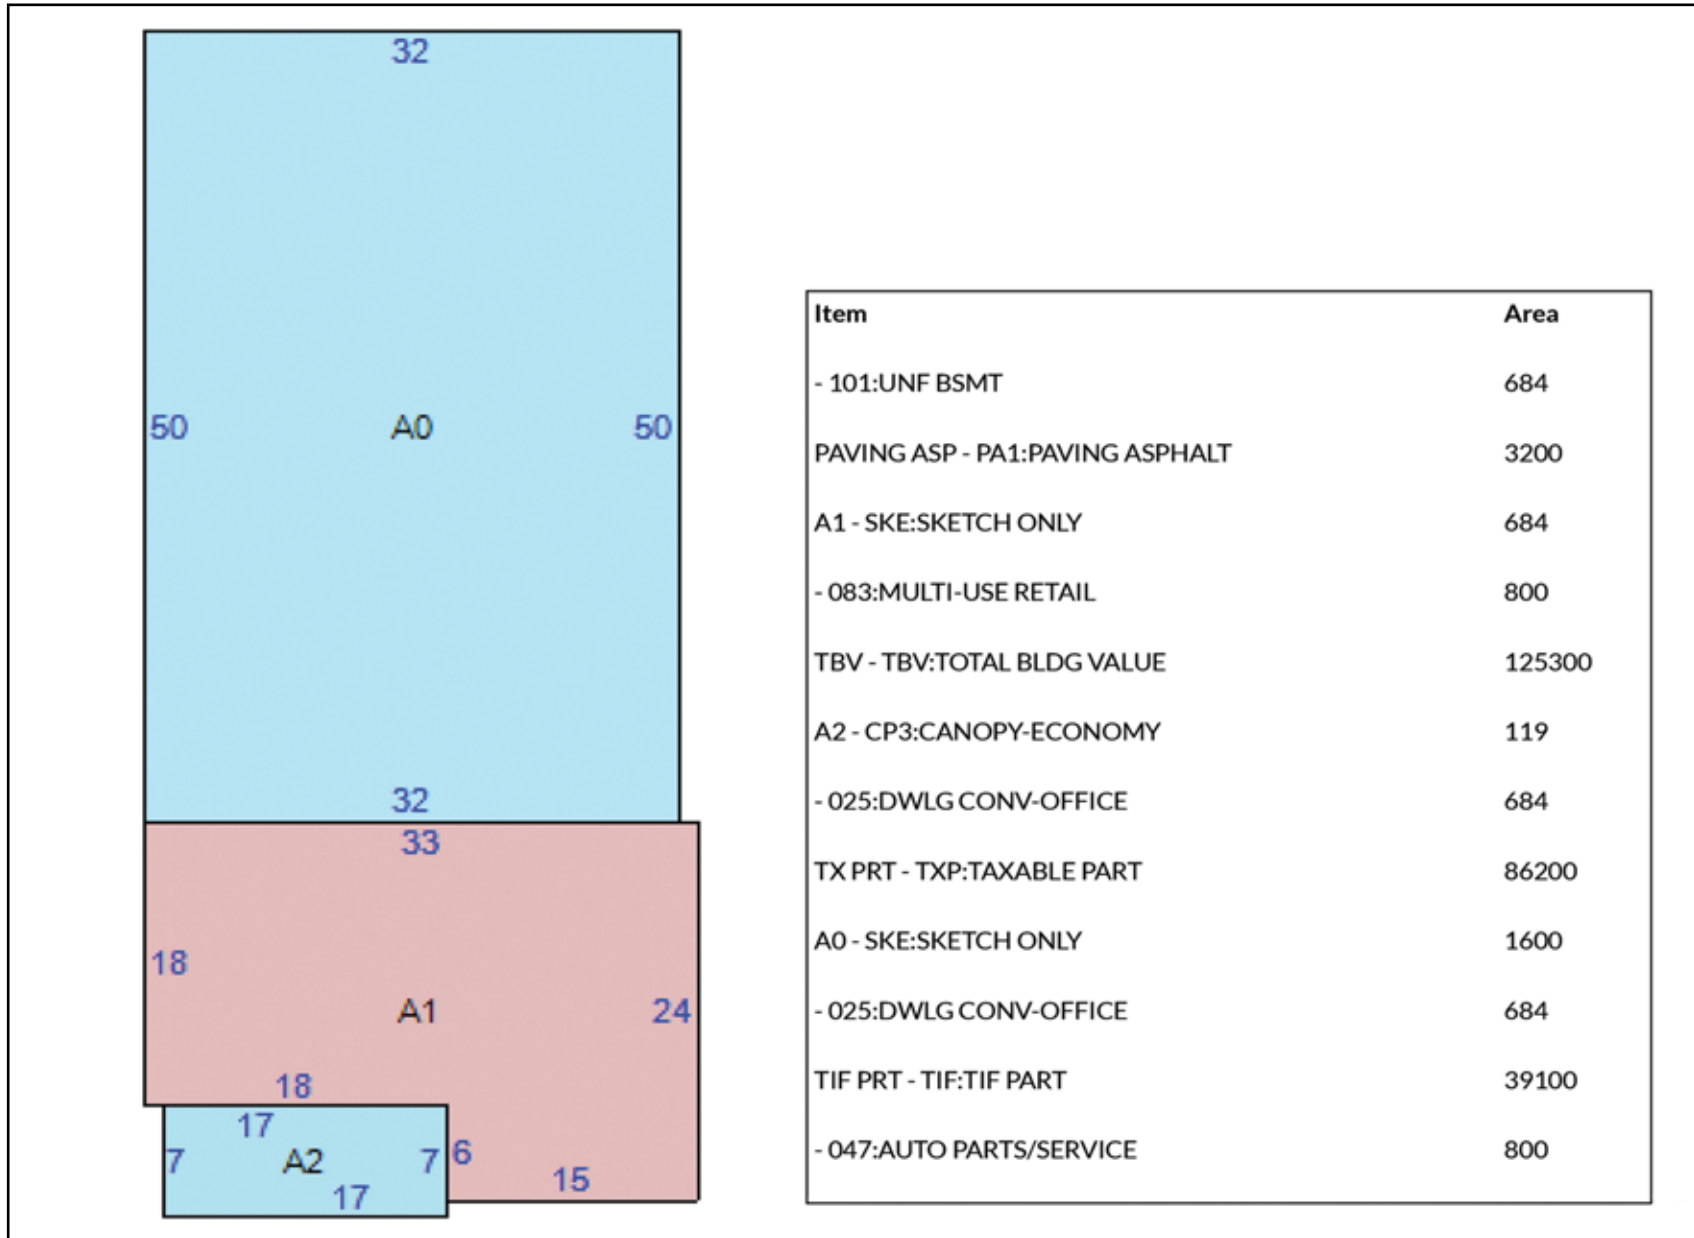 32
50 A0 50
32
33
18
A1 24
18
17
7 A2 7 6
17 15
Item Area
- 101:UNF BSMT 684
PAVING ASP - PA1:PAVING ASPHALT 3200
A1 - SKE:SKETCH ONLY 684
- 083:MULTI-USE RETAIL 800
TBV - TBV:TOTAL BLDG VALUE 125300
A2 - CP3:CANOPY-ECONOMY 119
- 025:DWLG CONV-OFFICE 684
TX PRT - TXP:TAXABLE PART 86200
A0 - SKE:SKETCH ONLY 1600
- 025:DWLG CONV-OFFICE 684
TIF PRT - TIF:TIF PART 39100
- 047:AUTO PARTS/SERVICE 800